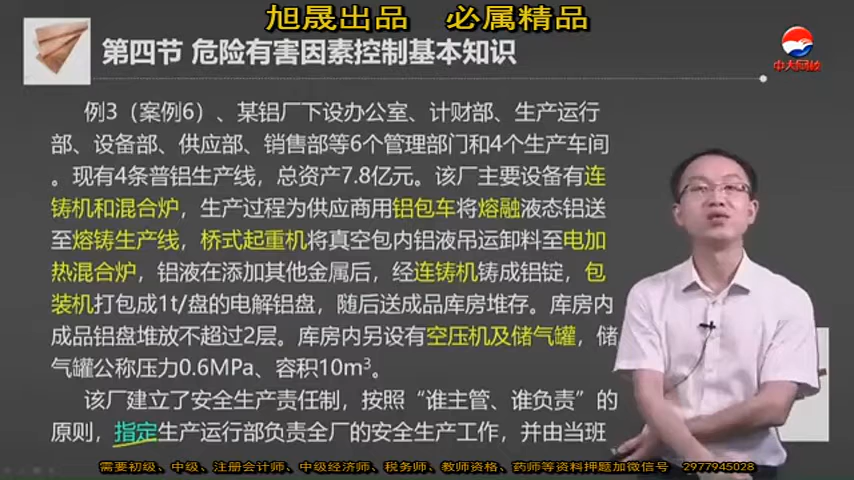 旭晟出品 必属精品
第四节 危险有害因素控制基本知识
中大网校
例3（案例6）、某铝厂下设办公室、计财部、生产运行
部、设备部、供应部、销售部等6个管理部门和4个生产车间
。现有4条普铝生产线，总资产7.8亿元。该厂主要设备有连
铸机和混合炉，生产过程为供应商用铝包车将熔融液态铝送
至熔铸生产线，桥式起重机将真空包内铝液吊运卸料至电加
热混合炉，铝液在添加其他金属后，经连铸机铸成铝锭，包
装机打包成1t/盘的电解铝盘，随后送成品库房堆存。库房内
成品铝盘堆放不超过2层。库房内另设有空压机及储气罐，储
气罐公称压力0.6MPa、容积10m³。
该厂建立了安全生产责任制，按照“谁主管、谁负责”的
原则，指定生产运行部负责全厂的安全生产工作，并由当班
需要初级、中级、注册会计师、中级经济师、税务师、教师资格、药师等资料押题加微信号 2977945028